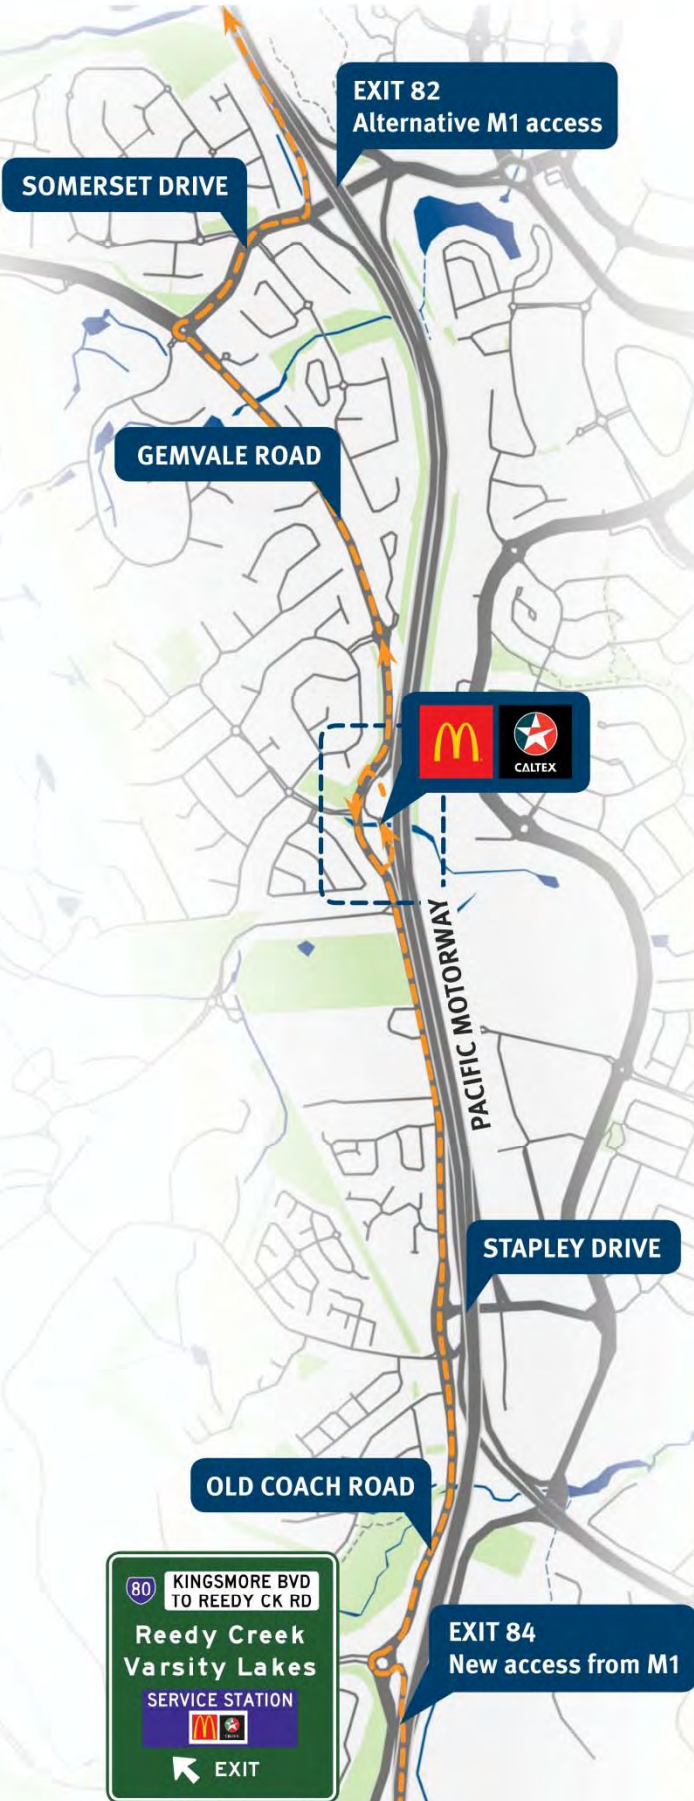 EXIT 82
Alternative M1 access
SOMERSET DRIVE
GEMVALE ROAD
CALTEX
PACIFIC MOTORWAY
STAPLEY DRIVE
OLD COACH ROAD
80
KINGSMORE BVD
TO REEDY CK RD
Reedy Creek
Varsity Lakes
SERVICE STATION
EXIT
EXIT 84
New access from M1